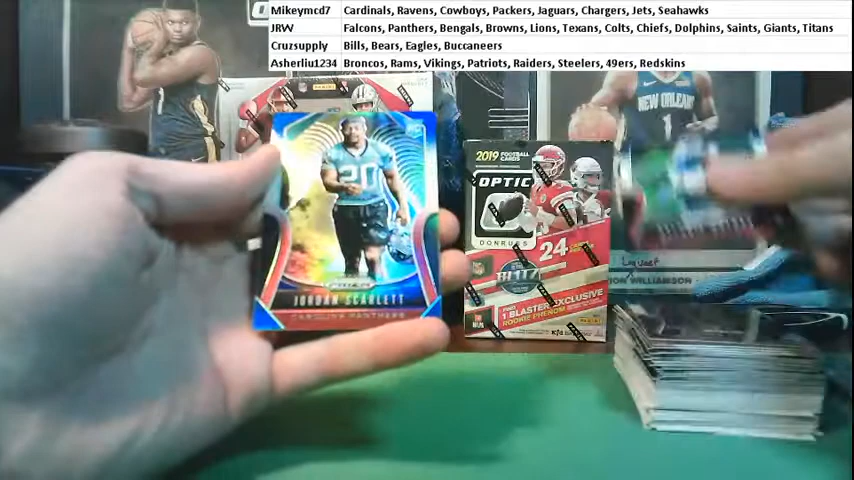 Mikeymcd7 Cardinals, Ravens, Cowboys, Packers, Jaguars, Chargers, Jets, Seahawks
JRW Falcons, Panthers, Bengals, Browns, Lions, Texans, Colts, Chiefs, Dolphins, Saints, Giants, Titans
Cruzsupply Bills, Bears, Eagles, Buccaneers
Asherliu1234 Broncos, Rams, Vikings, Patriots, Raiders, Steelers, 49ers, Redskins
NEW ORLEANS
1
20
PRIZM
JORDAN SCARLETT
CAROLINA PANTHERS
2019 FOOTBALL
CARDS
OPTIC
DONRUSS
24
BLITZ
1 BLASTER EXCLUSIVE
ROOKIE PHENOM
ION WILLIAMSON